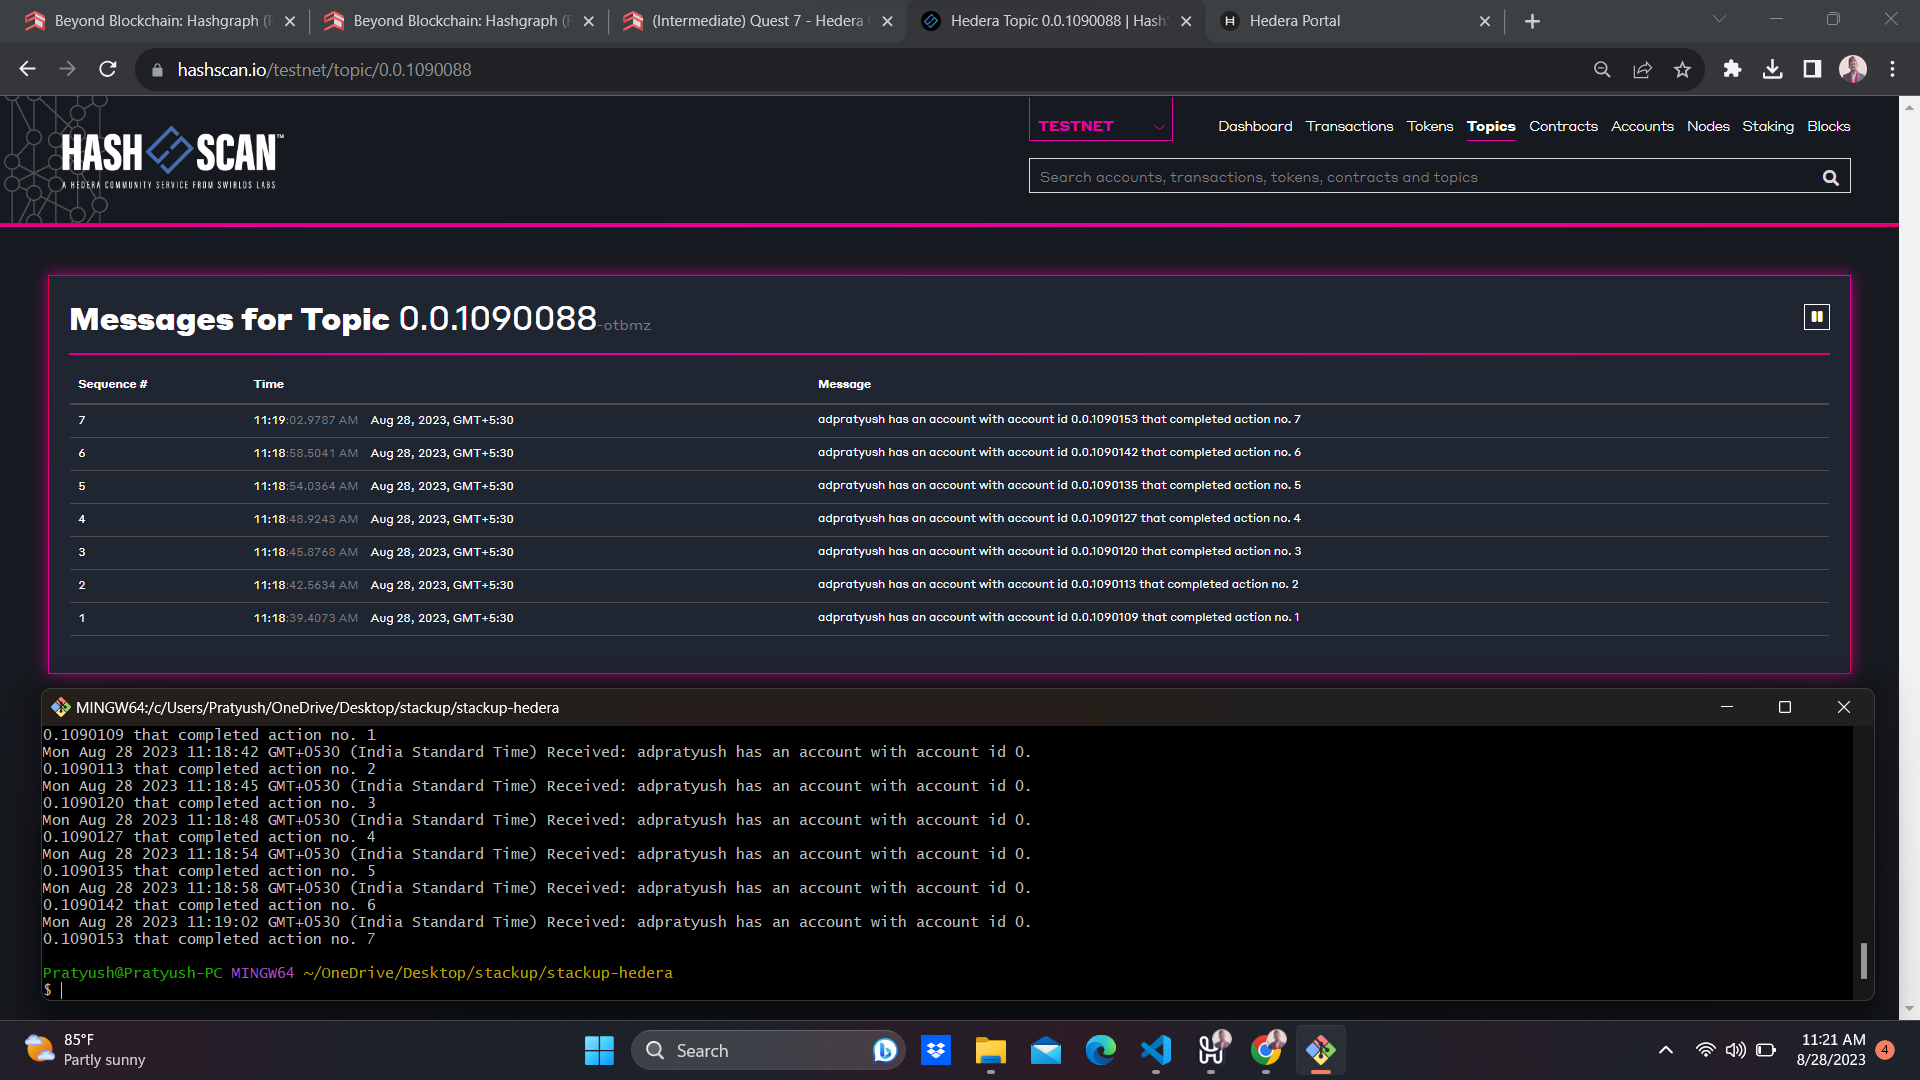 Beyond Blockchain: Hashgraph (
Beyond Blockchain: Hashgraph (
(Intermediate) Quest 7 - Hedera
Hedera Topic 0.0.1090088 | Hash
Hedera Portal
hashscan.io/testnet/topic/0.0.1090088
HASH SCAN™
A HEDERA COMMUNITY SERVICE FROM SWIRLDS LABS
TESTNET
Dashboard Transactions Tokens Topics Contracts Accounts Nodes Staking Blocks
Search accounts, transactions, tokens, contracts and topics
Messages for Topic 0.0.1090088-otbmz
Sequence # Time Message
7 11:19:02.9787 AM Aug 28, 2023, GMT+5:30 adpratyush has an account with account id 0.0.1090153 that completed action no. 7
6 11:18:58.5041 AM Aug 28, 2023, GMT+5:30 adpratyush has an account with account id 0.0.1090142 that completed action no. 6
5 11:18:54.0364 AM Aug 28, 2023, GMT+5:30 adpratyush has an account with account id 0.0.1090135 that completed action no. 5
4 11:18:48.9243 AM Aug 28, 2023, GMT+5:30 adpratyush has an account with account id 0.0.1090127 that completed action no. 4
3 11:18:45.8768 AM Aug 28, 2023, GMT+5:30 adpratyush has an account with account id 0.0.1090120 that completed action no. 3
2 11:18:42.5634 AM Aug 28, 2023, GMT+5:30 adpratyush has an account with account id 0.0.1090113 that completed action no. 2
1 11:18:39.4073 AM Aug 28, 2023, GMT+5:30 adpratyush has an account with account id 0.0.1090109 that completed action no. 1
MINGW64:/c/Users/Pratyush/OneDrive/Desktop/stackup/stackup-hedera
0.1090109 that completed action no. 1
Mon Aug 28 2023 11:18:42 GMT+0530 (India Standard Time) Received: adpratyush has an account with account id 0.
0.1090113 that completed action no. 2
Mon Aug 28 2023 11:18:45 GMT+0530 (India Standard Time) Received: adpratyush has an account with account id 0.
0.1090120 that completed action no. 3
Mon Aug 28 2023 11:18:48 GMT+0530 (India Standard Time) Received: adpratyush has an account with account id 0.
0.1090127 that completed action no. 4
Mon Aug 28 2023 11:18:54 GMT+0530 (India Standard Time) Received: adpratyush has an account with account id 0.
0.1090135 that completed action no. 5
Mon Aug 28 2023 11:18:58 GMT+0530 (India Standard Time) Received: adpratyush has an account with account id 0.
0.1090142 that completed action no. 6
Mon Aug 28 2023 11:19:02 GMT+0530 (India Standard Time) Received: adpratyush has an account with account id 0.
0.1090153 that completed action no. 7
Pratyush@Pratyush-PC MINGW64 ~/OneDrive/Desktop/stackup/stackup-hedera
$
85°F
Partly sunny
Search
11:21 AM
8/28/2023
4